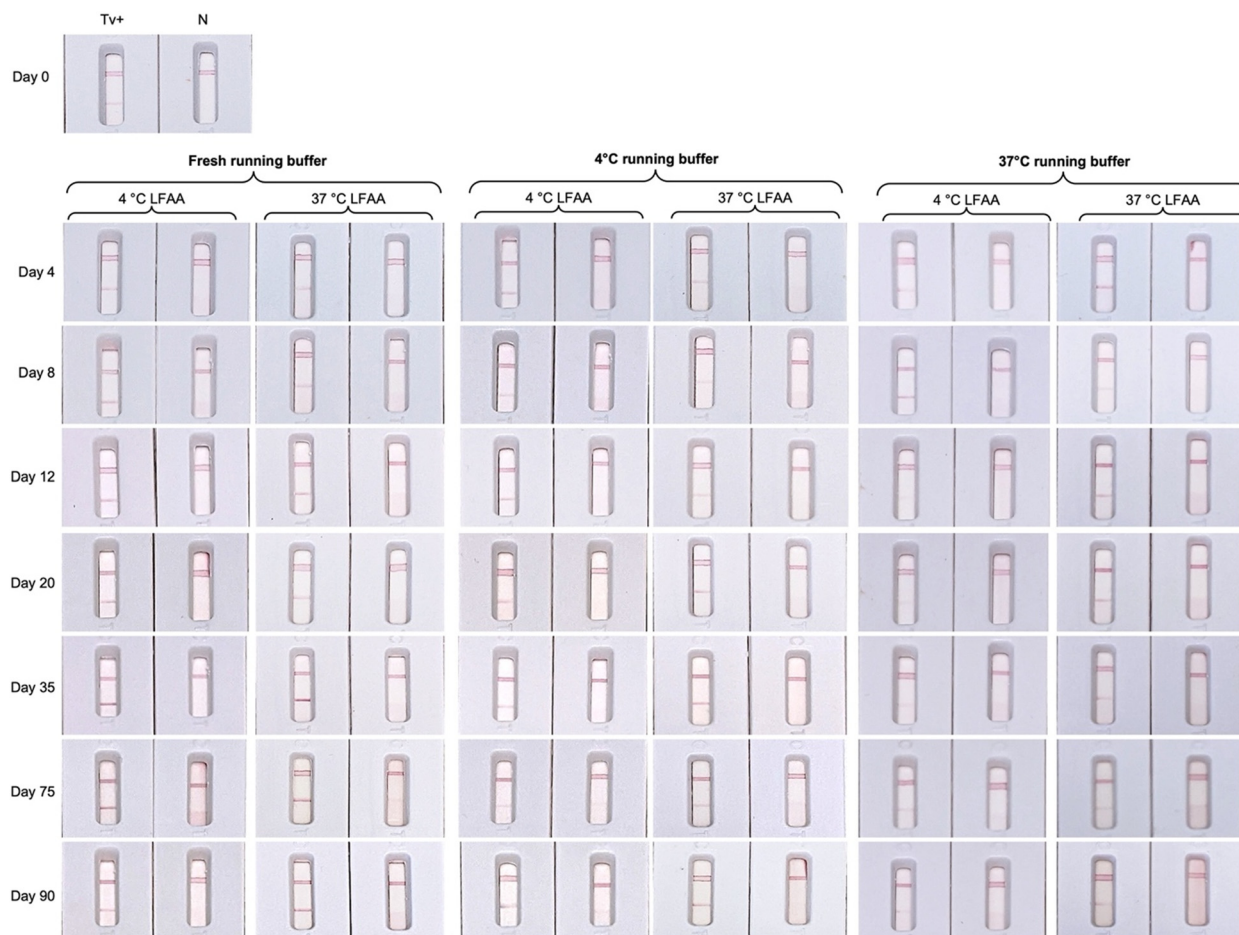 Tv+ N
Day 0
Fresh running buffer 4°C running buffer 37°C running buffer
4 °C LFAA 37 °C LFAA 4 °C LFAA 37 °C LFAA 4 °C LFAA 37 °C LFAA
Day 4
Day 8
Day 12
Day 20
Day 35
Day 75
Day 90